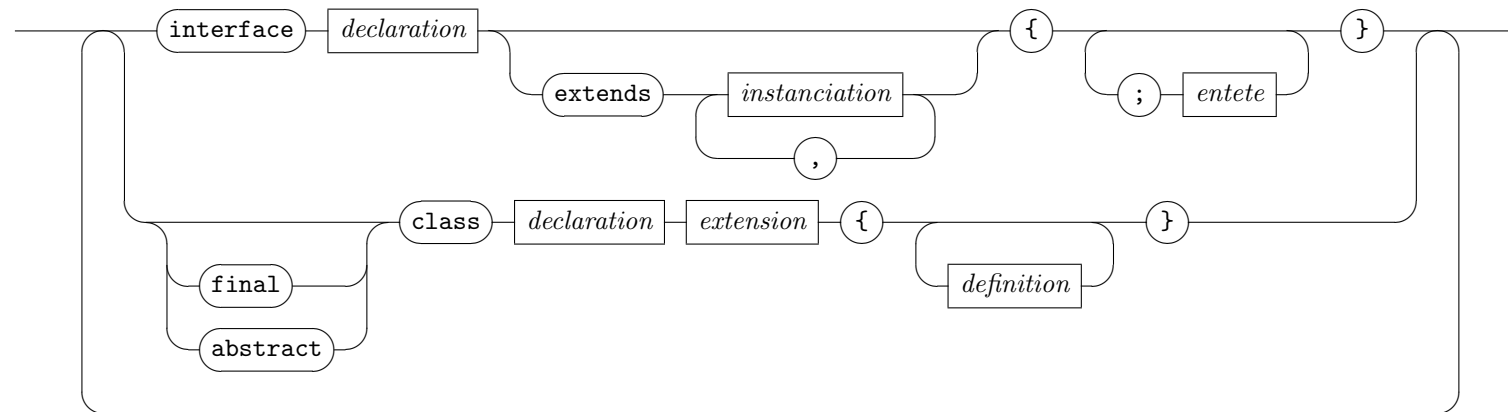 interface declaration { }
extends instanciation ; entete
,
class declaration extension { }
final definition
abstract